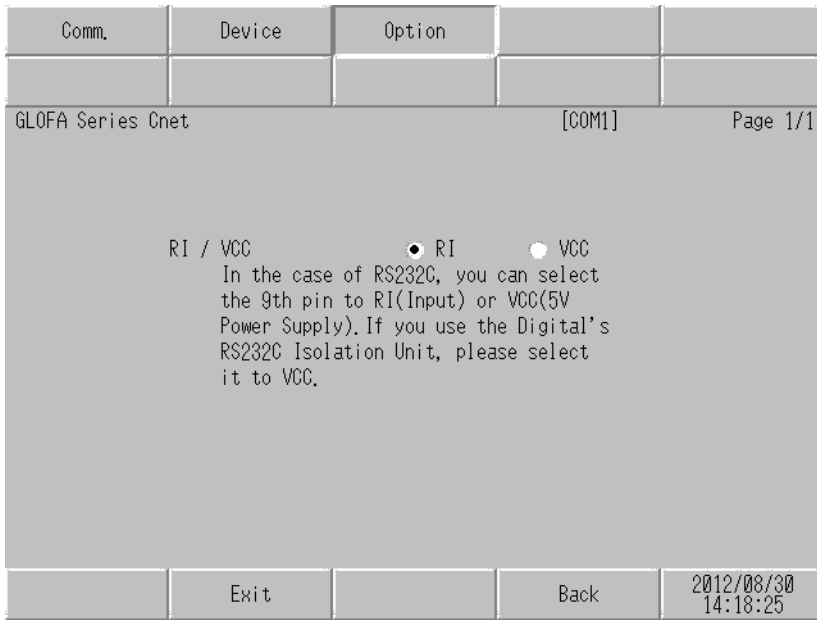 Comm. Device Option
GLOFA Series Cnet [COM1] Page 1/1
RI / VCC RI VCC
In the case of RS232C, you can select
the 9th pin to RI(Input) or VCC(5V
Power Supply).If you use the Digital's
RS232C Isolation Unit, please select
it to VCC.
Exit Back 2012/08/30
14:18:25